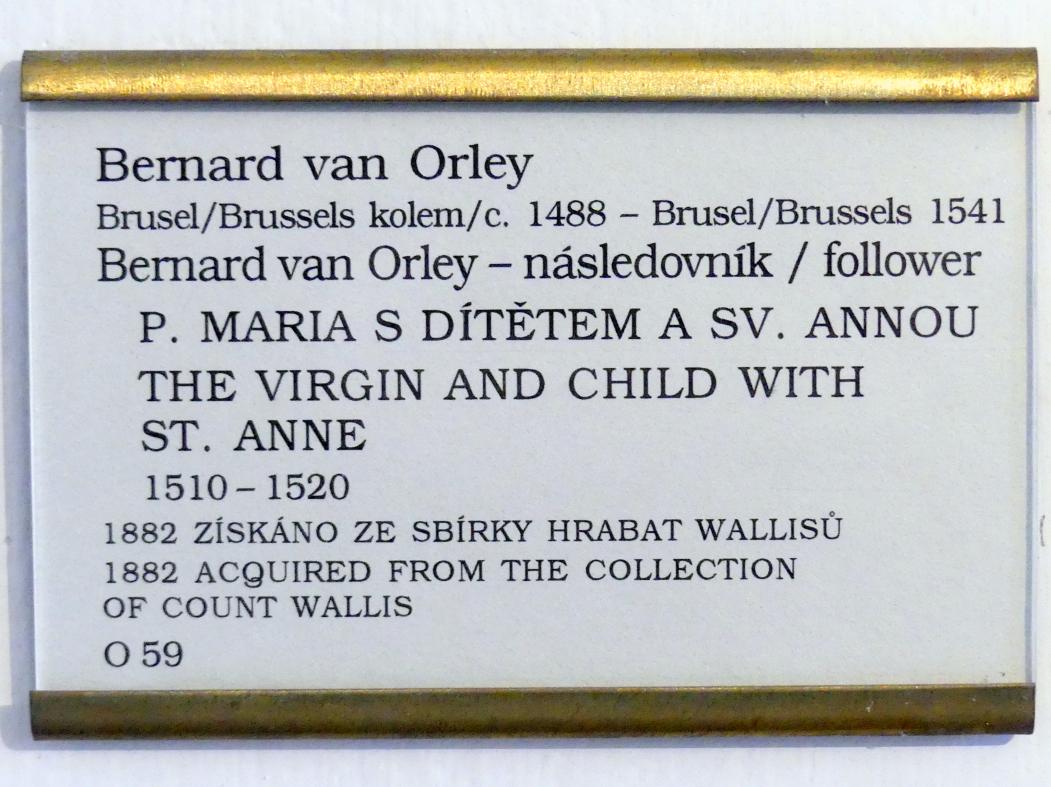 Bernard van Orley
Brusel/Brussels kolem/c. 1488 – Brusel/Brussels 1541
Bernard van Orley – následovník / follower
P. MARIA S DÍTĚTEM A SV. ANNOU
THE VIRGIN AND CHILD WITH
ST. ANNE
1510 – 1520
1882 ZÍSKÁNO ZE SBÍRKY HRABAT WALLISŮ
1882 ACQUIRED FROM THE COLLECTION
OF COUNT WALLIS
O 59